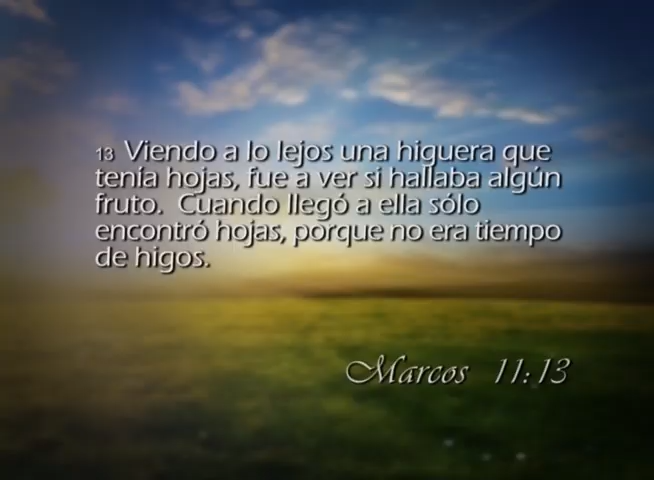 13 Viendo a lo lejos una higuera que
tenía hojas, fue a ver si hallaba algún
fruto. Cuando llegó a ella sólo
encontró hojas, porque no era tiempo
de higos.
Marcos 11:13